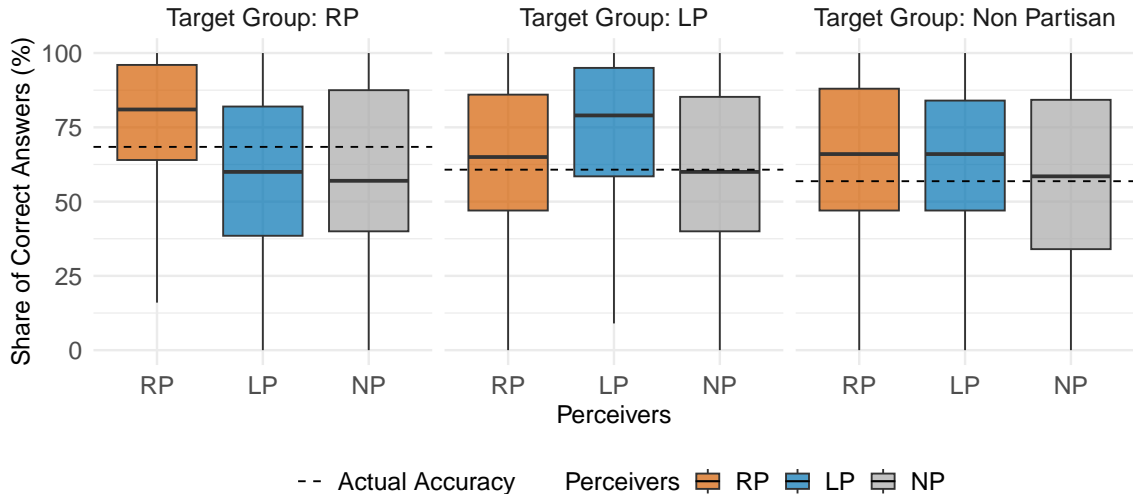 Target Group: RP
Target Group: LP
Target Group: Non Partisan
Share of Correct Answers (%)
100
75
50
25
0
RP LP NP
RP LP NP
RP LP NP
Perceivers
Actual Accuracy Perceivers RP LP NP